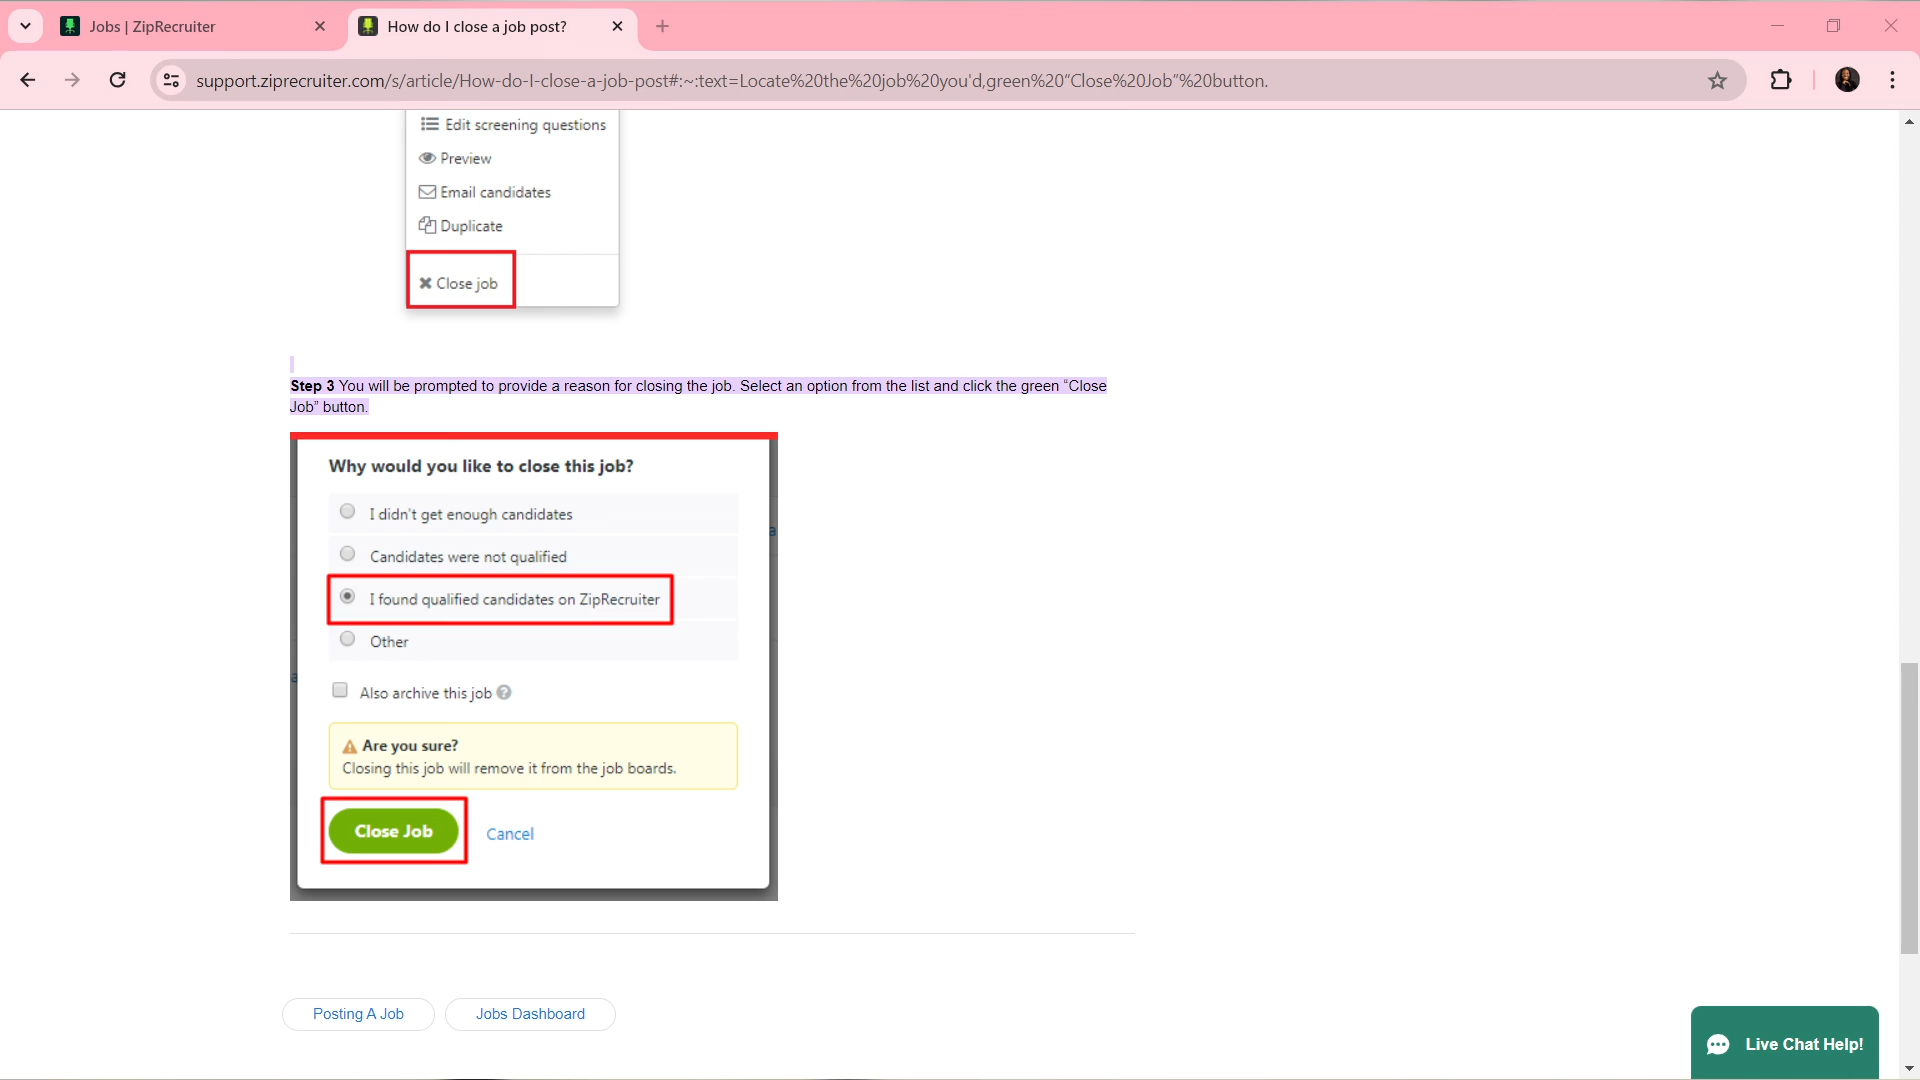 Jobs | ZipRecruiter
How do I close a job post?
support.ziprecruiter.com/s/article/How-do-I-close-a-job-post#:~:text=Locate%20the%20job%20you'd,green%20"Close%20Job"%20button.
Edit screening questions
Preview
Email candidates
Duplicate
Close job
Step 3 You will be prompted to provide a reason for closing the job. Select an option from the list and click the green “Close
Job” button.
Why would you like to close this job?
I didn't get enough candidates
Candidates were not qualified
I found qualified candidates on ZipRecruiter
Other
Also archive this job
Are you sure?
Closing this job will remove it from the job boards.
Close Job
Cancel
Posting A Job
Jobs Dashboard
Live Chat Help!